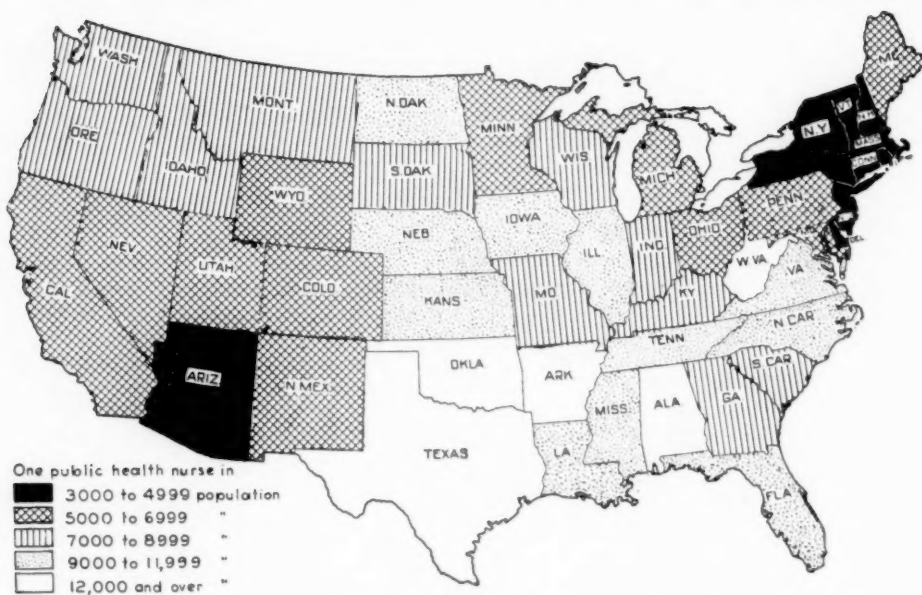 WASH
MONT.
N.DAK
MINN
ME.
VT
N.H.
N.Y
MASS
CONN
ORE
IDAHO
S.DAK
WIS
MICH.
WYO
IOWA
PENN.
NEB
NEV
UTAH
COLO
ILL
IND
OHIO
DEL
W VA
VA
CAL
KANS
MO
KY
N CAR
TENN
ARIZ.
N MEX.
OKLA
ARK
S CAR
MISS.
ALA
GA
TEXAS
LA
FLA
One public health nurse in
3000 to 4999 population
5000 to 6999 "
7000 to 8999 "
9000 to 11,999 "
12,000 and over "